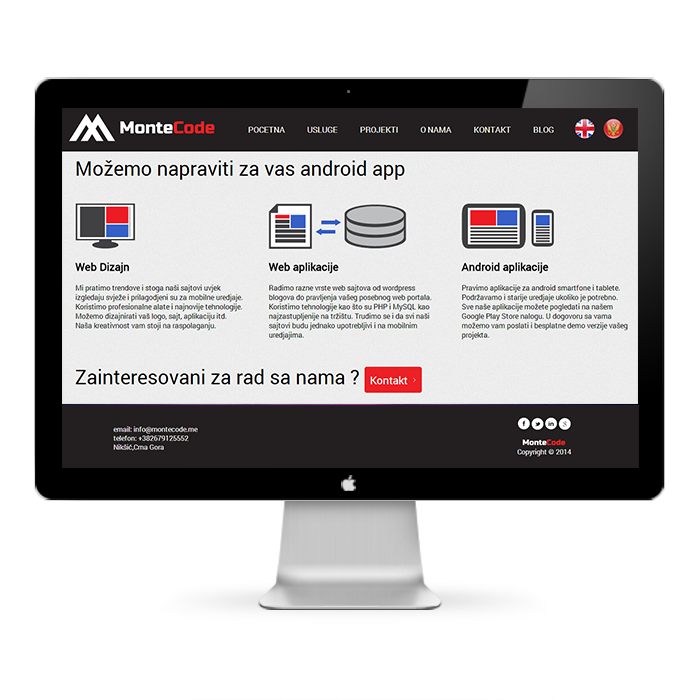 MonteCode
POCETNA USLUGE PROJEKTI O NAMA KONTAKT BLOG
Možemo napraviti za vas android app
Web Dizajn
Mi pratimo trendove i stoga naši sajtovi uvjek
izgledaju svježe i prilagodjeni su za mobilne uredjaje.
Koristimo profesionalne alate i najnovije tehnologije.
Možemo dizajnirati vaš logo, sajt, aplikaciju itd.
Naša kreativnost vam stoji na raspolaganju.
Web aplikacije
Radimo razne vrste web sajtova od wordpress
blogova do pravljenja vašeg posebnog web portala.
Koristimo tehnologije kao što su PHP i MySQL kao
najzastupljenije na tržištu. Trudimo se i da svi naši
sajtovi budu jednako upotrebljivi i na mobilnim
uredjajima.
Android aplikacije
Pravimo aplikacije za android smartfone i tablete.
Podržavamo i starije uredjaje ukoliko je potrebno.
Sve naše aplikacije možete pogledati na našem
Google Play Store nalogu. U dogovoru sa vama
možemo vam poslati i besplatne demo verzije vašeg
projekta.
Zainteresovani za rad sa nama ? Kontakt ›
email: info@montecode.me
telefon: +38267912552
Nikšić,Crna Gora
MonteCode
Copyright © 2014